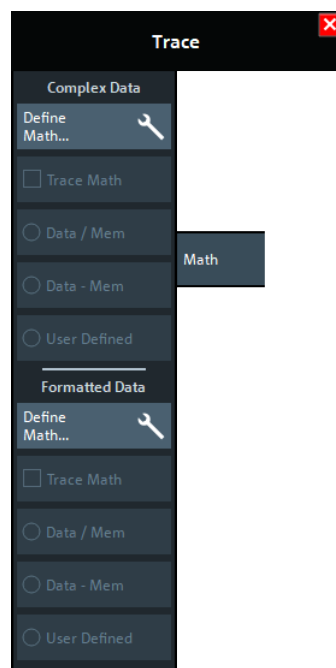 Trace
Complex Data
Define
Math...
Trace Math
Data / Mem
Math
Data - Mem
User Defined
Formatted Data
Define
Math...
Trace Math
Data / Mem
Data - Mem
User Defined